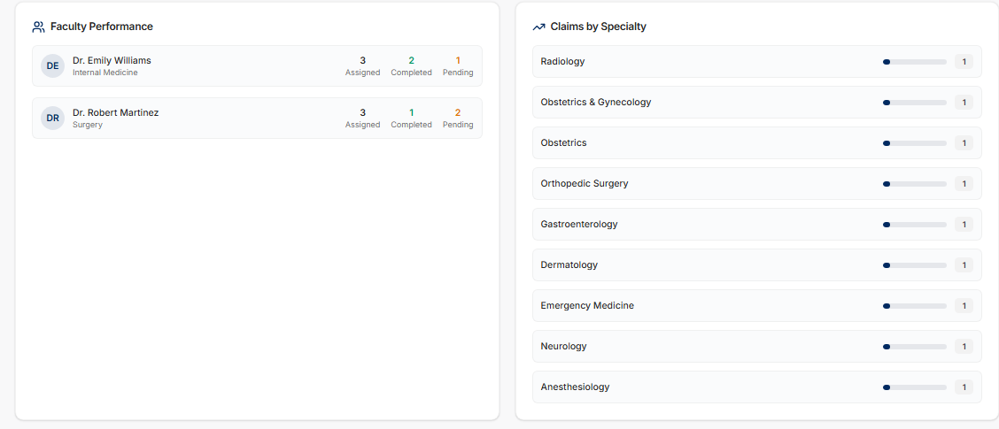 Faculty Performance
DE
Dr. Emily Williams
Internal Medicine
3
Assigned
2
Completed
1
Pending
DR
Dr. Robert Martinez
Surgery
3
Assigned
1
Completed
2
Pending
Claims by Specialty
Radiology 1
Obstetrics & Gynecology 1
Obstetrics 1
Orthopedic Surgery 1
Gastroenterology 1
Dermatology 1
Emergency Medicine 1
Neurology 1
Anesthesiology 1